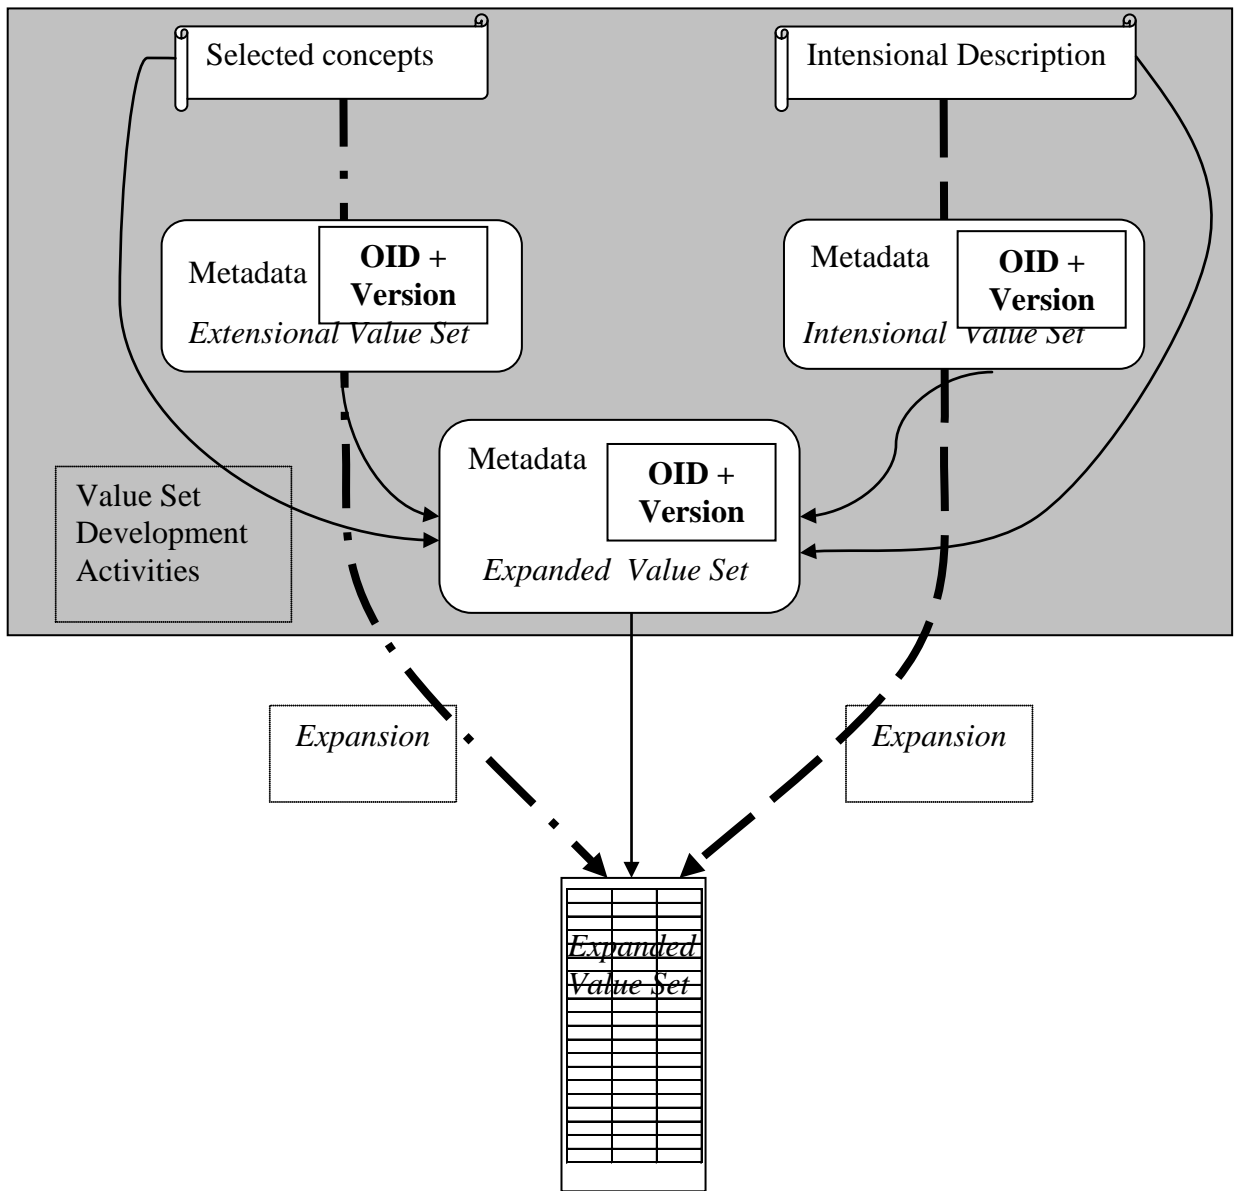 Selected concepts
Intensional Description
Metadata
OID +
Version
Extensional Value Set
Metadata
OID +
Version
Intensional Value Set
Metadata
OID +
Version
Expanded Value Set
Value Set
Development
Activities
Expansion
Expansion
Expanded
Value Set